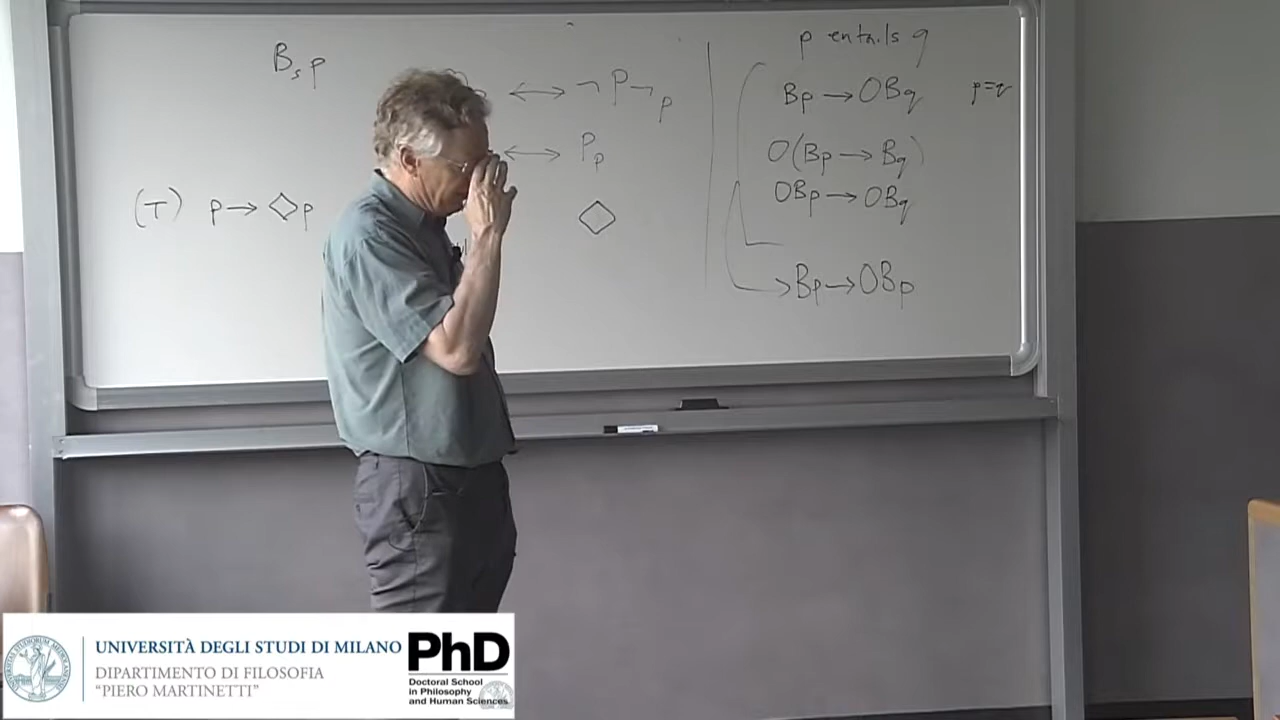 B_s p
↔ ¬P¬p
↔ Pp
(T) p → ◇p
◇
p entails q
Bp → OBq
p=q
O(Bp → Bq)
OBp → OBq
Bp → OBp
UNIVERSITÀ DEGLI STUDI DI MILANO
DIPARTIMENTO DI FILOSOFIA
"PIERO MARTINETTI"
PhD
Doctoral School
in Philosophy
and Human Sciences